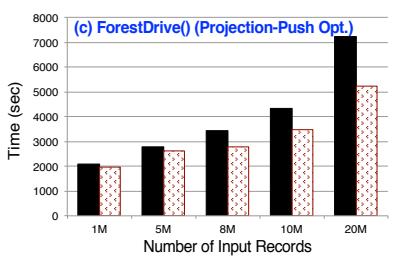 (c) ForestDrive() (Projection-Push Opt.)
8000
7000
6000
5000
4000
3000
2000
1000
0
Time (sec)
1M 5M 8M 10M 20M
Number of Input Records